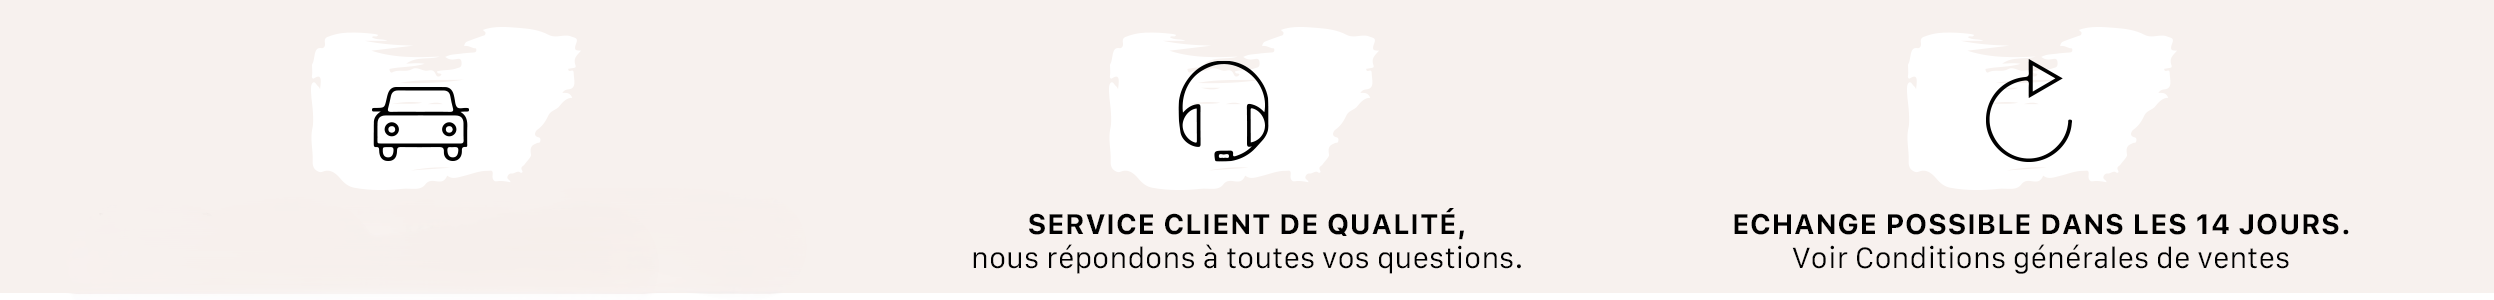 SERVICE CLIENT DE QUALITÉ,
nous répondons à toutes vos questions.
ECHANGE POSSIBLE DANS LES 14 JOURS.
Voir Conditions générales de ventes